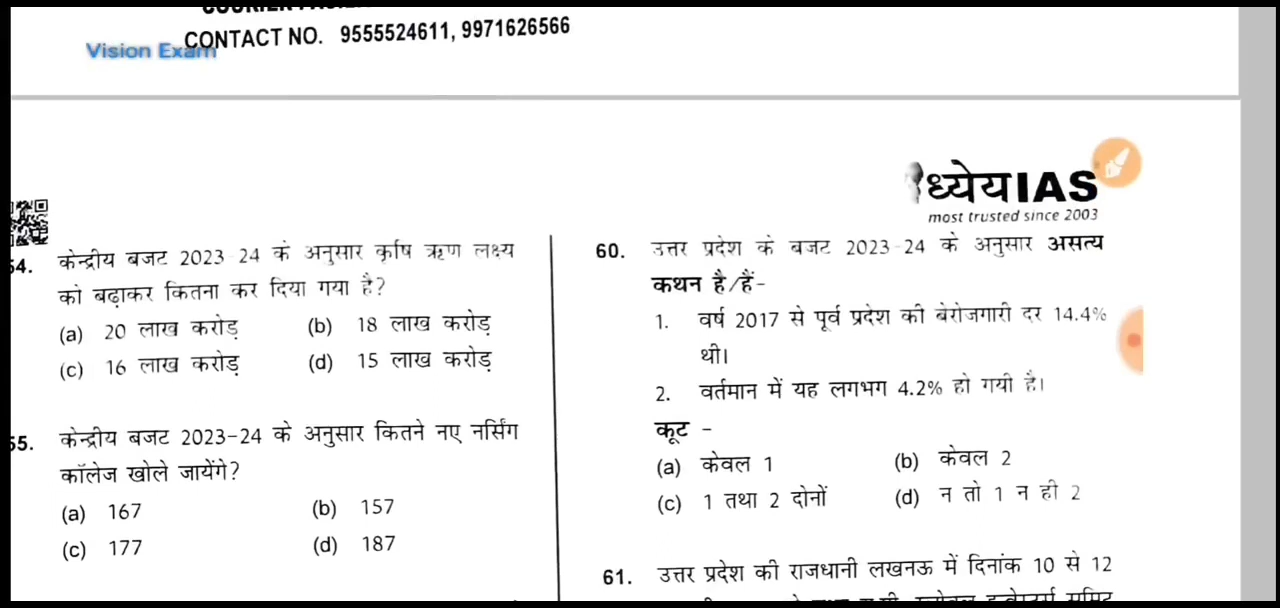 CONTACT NO. 9555524611, 9971626566
Vision Exam
ध्येय IAS
most trusted since 2003
54. केन्द्रीय बजट 2023-24 के अनुसार कृषि ऋण लक्ष्य
को बढ़ाकर कितना कर दिया गया है?
(a) 20 लाख करोड़ (b) 18 लाख करोड़
(c) 16 लाख करोड़ (d) 15 लाख करोड़
55. केन्द्रीय बजट 2023-24 के अनुसार कितने नए नर्सिंग
कॉलेज खोले जायेंगे?
(a) 167 (b) 157
(c) 177 (d) 187
60. उत्तर प्रदेश के बजट 2023-24 के अनुसार असत्य
कथन है/हैं-
1. वर्ष 2017 से पूर्व प्रदेश की बेरोजगारी दर 14.4%
थी।
2. वर्तमान में यह लगभग 4.2% हो गयी है।
कूट -
(a) केवल 1 (b) केवल 2
(c) 1 तथा 2 दोनों (d) न तो 1 न ही 2
61. उत्तर प्रदेश की राजधानी लखनऊ में दिनांक 10 से 12